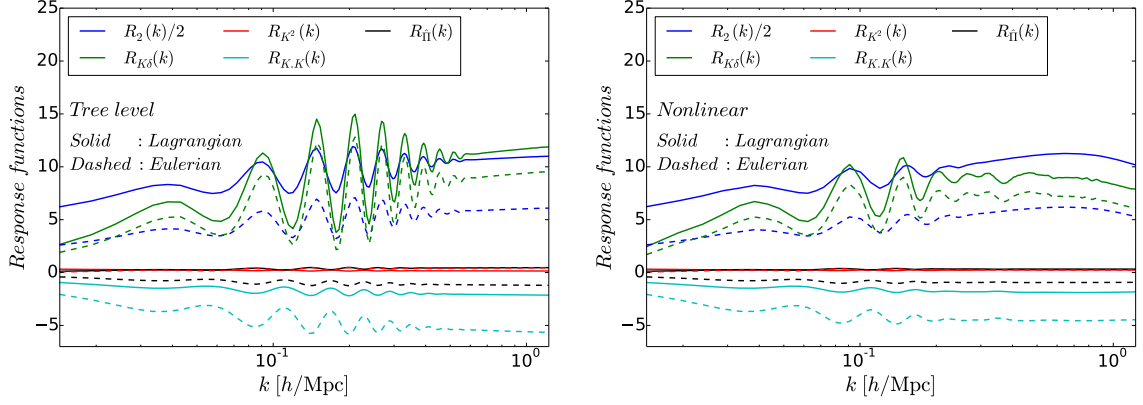 Response functions
25
20
15
10
5
0
−5
R_2(k)/2 R_{K^2}(k) R_{\hat{Π}}(k)
R_{Kδ}(k) R_{K.K}(k)
Tree level
Solid : Lagrangian
Dashed : Eulerian
10^{-1} 10^0
k [h/Mpc]
Response functions
25
20
15
10
5
0
−5
R_2(k)/2 R_{K^2}(k) R_{\hat{Π}}(k)
R_{Kδ}(k) R_{K.K}(k)
Nonlinear
Solid : Lagrangian
Dashed : Eulerian
10^{-1} 10^0
k [h/Mpc]